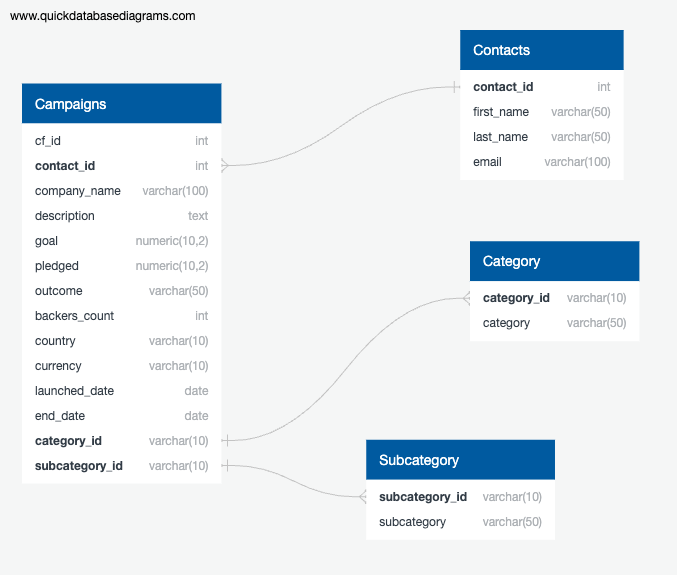 www.quickdatabasediagrams.com
Contacts
contact_id int
first_name varchar(50)
last_name varchar(50)
email varchar(100)
Campaigns
cf_id int
contact_id int
company_name varchar(100)
description text
goal numeric(10,2)
pledged numeric(10,2)
outcome varchar(50)
backers_count int
country varchar(10)
currency varchar(10)
launched_date date
end_date date
category_id varchar(10)
subcategory_id varchar(10)
Category
category_id varchar(10)
category varchar(50)
Subcategory
subcategory_id varchar(10)
subcategory varchar(50)